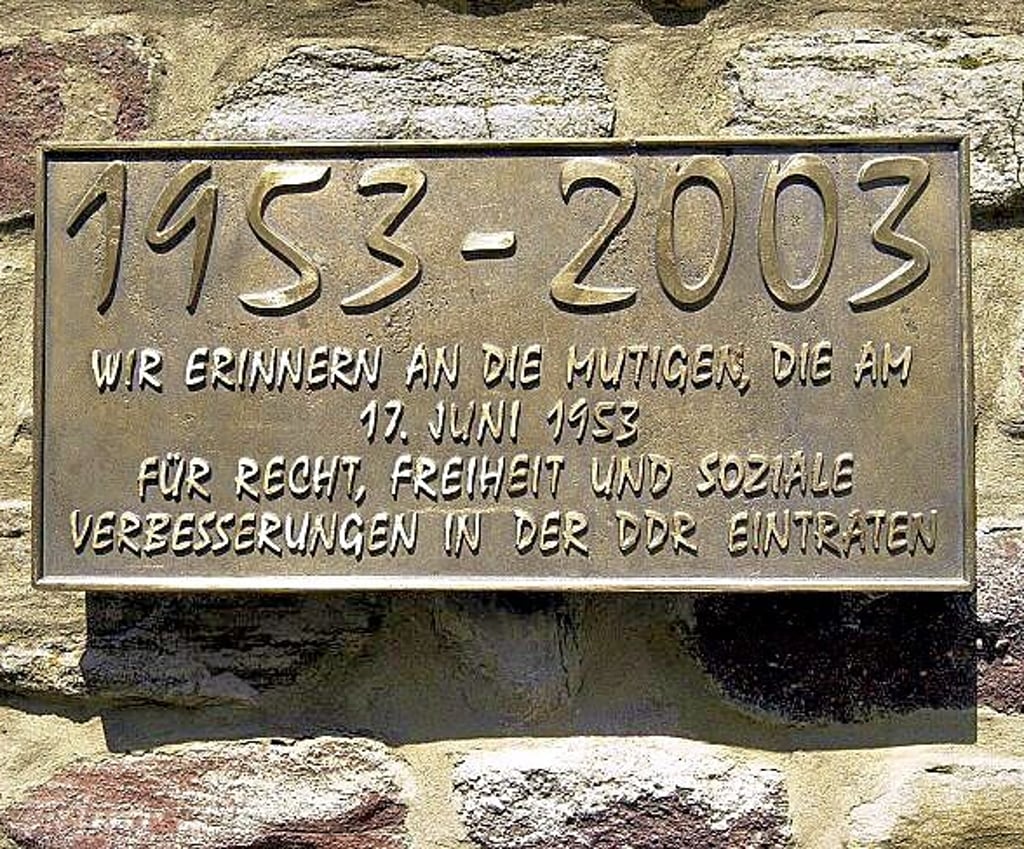 1953-2003
WIR ERINNERN AN DIE MUTIGEN, DIE AM
17. JUNI 1953
FÜR RECHT, FREIHEIT UND SOZIALE
VERBESSERUNGEN IN DER DDR EINTRATEN